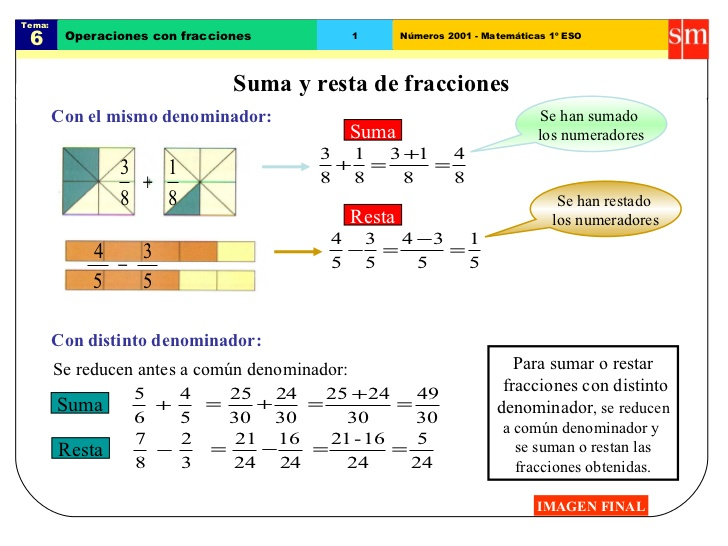 Tema:
6
Operaciones con fracciones
1
Números 2001 - Matemáticas 1º ESO
sm
Suma y resta de fracciones
Con el mismo denominador:
Suma
Se han sumado
los numeradores
3/8 + 1/8
3/8 + 1/8 = 3+1/8 = 4/8
Resta
Se han restado
los numeradores
4/5 − 3/5
4/5 − 3/5 = 4−3/5 = 1/5
Con distinto denominador:
Se reducen antes a común denominador:
Suma
5/6 + 4/5 = 25/30 + 24/30 = 25+24/30 = 49/30
Resta
7/8 − 2/3 = 21/24 − 16/24 = 21-16/24 = 5/24
Para sumar o restar
fracciones con distinto
denominador, se reducen
a común denominador y
se suman o restan las
fracciones obtenidas.
IMAGEN FINAL